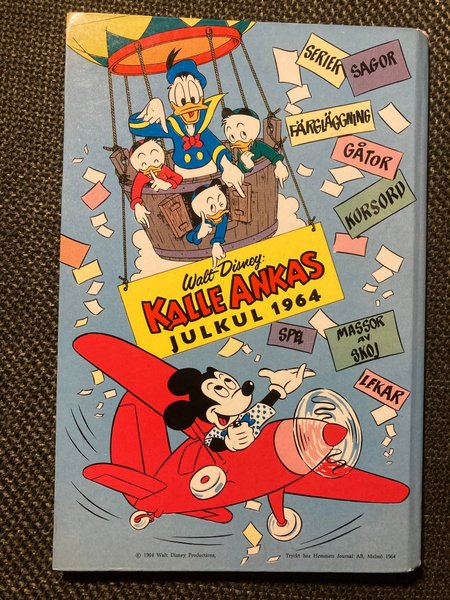 SERIER
SAGOR
FÄRGLÄGGNING
GÅTOR
KORSORD
Walt Disney:
KALLE ANKAS
JULKUL 1964
SPEL
MASSOR
AV
SKOJ
LEKAR
© 1964 Walt Disney Productions,
Tryckt hos Hemmets Journal AB, Malmö 1964